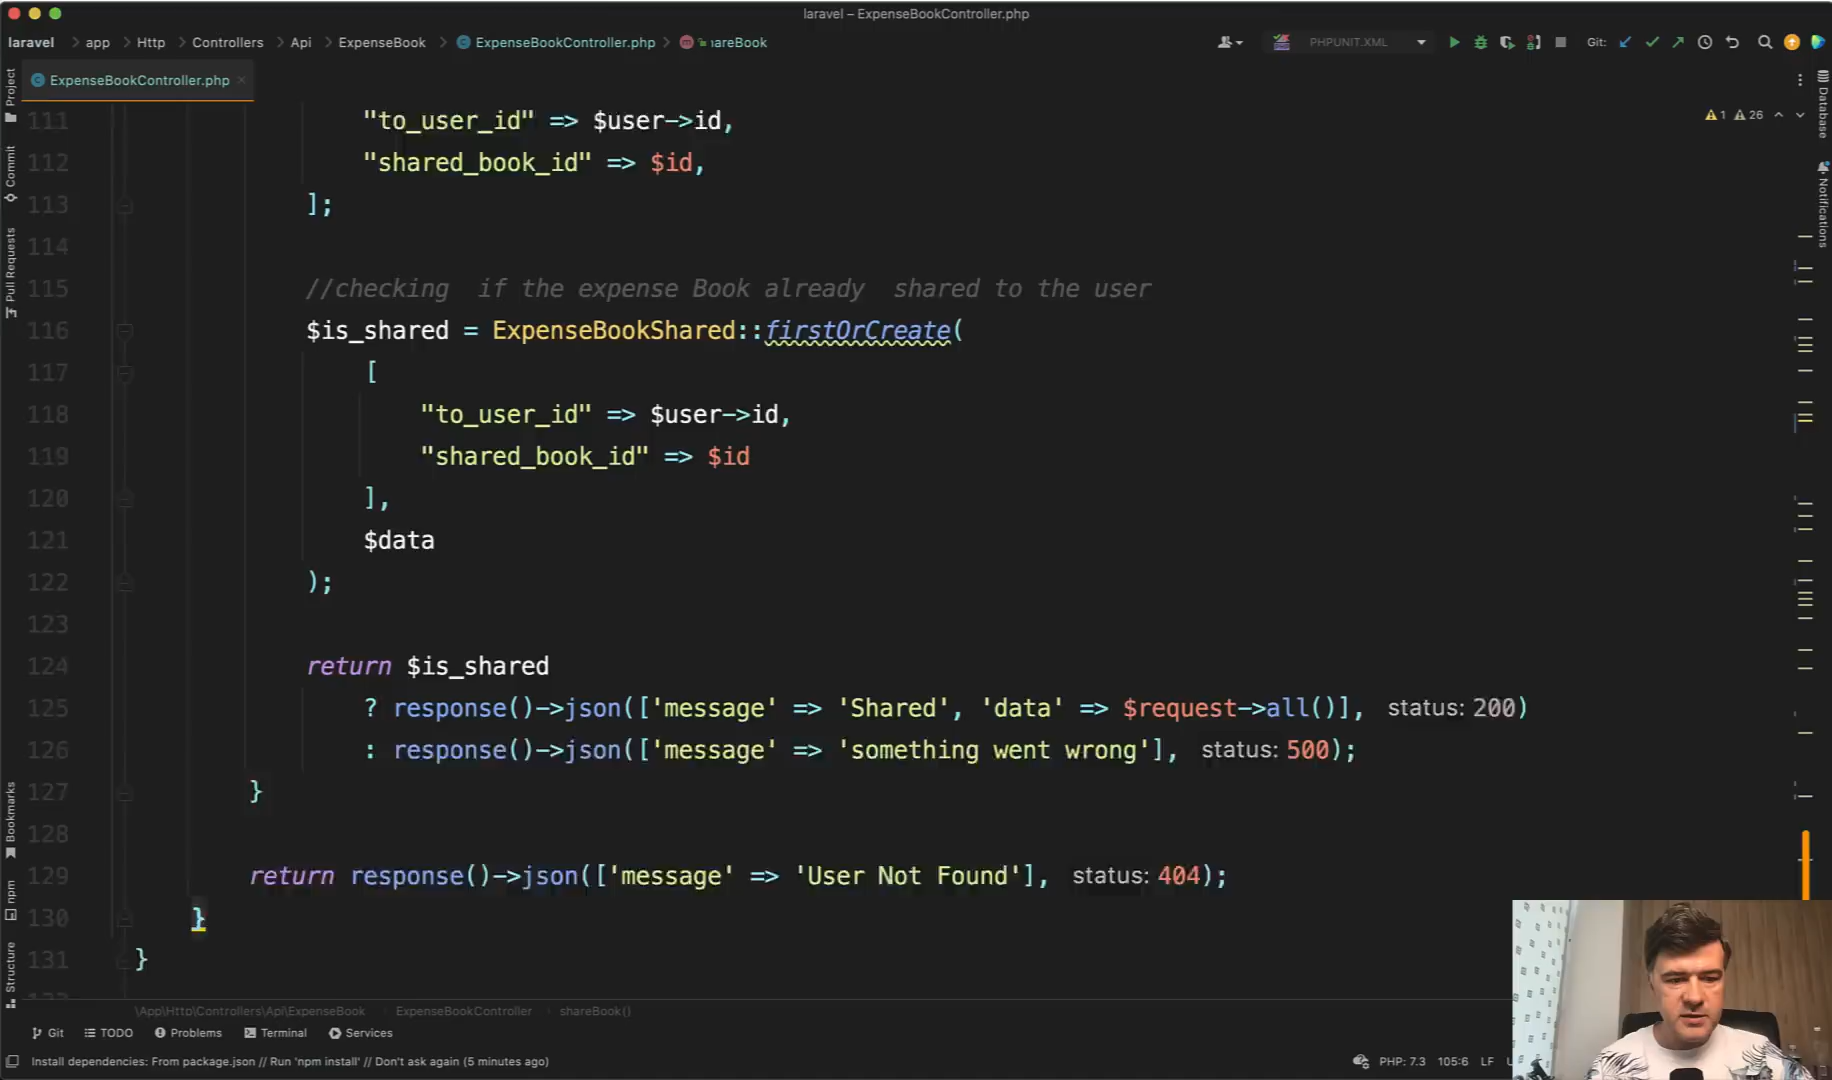 laravel – ExpenseBookController.php
laravel > app > Http > Controllers > Api > ExpenseBook > ExpenseBookController.php > areBook
PHPUNIT.XML Git:
ExpenseBookController.php
Project
Commit
Pull Requests
Bookmarks
npm
Structure
Database
Notifications
1 26
111 "to_user_id" => $user->id,
112 "shared_book_id" => $id,
113 ];
114
115 //checking  if the expense Book already  shared to the user
116 $is_shared = ExpenseBookShared::firstOrCreate(
117 [
118 "to_user_id" => $user->id,
119 "shared_book_id" => $id
120 ],
121 $data
122 );
123
124 return $is_shared
125 ? response()->json(['message' => 'Shared', 'data' => $request->all()], status: 200)
126 : response()->json(['message' => 'something went wrong'], status: 500);
127 }
128
129 return response()->json(['message' => 'User Not Found'], status: 404);
130 }
131 }
\App\Http\Controllers\Api\ExpenseBook ExpenseBookController shareBook()
Git TODO Problems Terminal Services
Install dependencies: From package.json // Run 'npm install' // Don't ask again (5 minutes ago) PHP: 7.3 105:6 LF